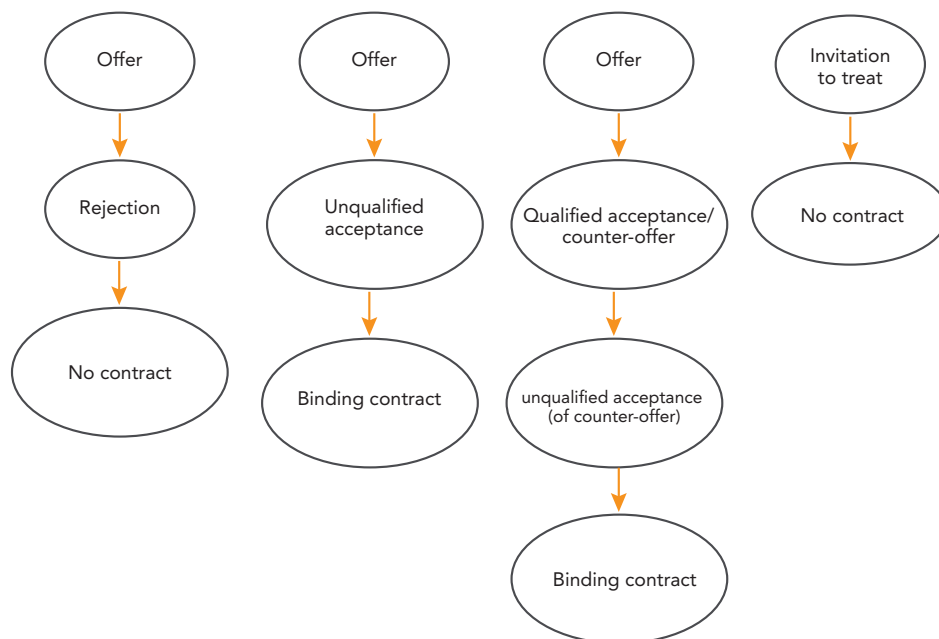 Offer
Rejection
No contract
Offer
Unqualified
acceptance
Binding contract
Offer
Qualified acceptance/
counter-offer
unqualified acceptance
(of counter-offer)
Binding contract
Invitation
to treat
No contract